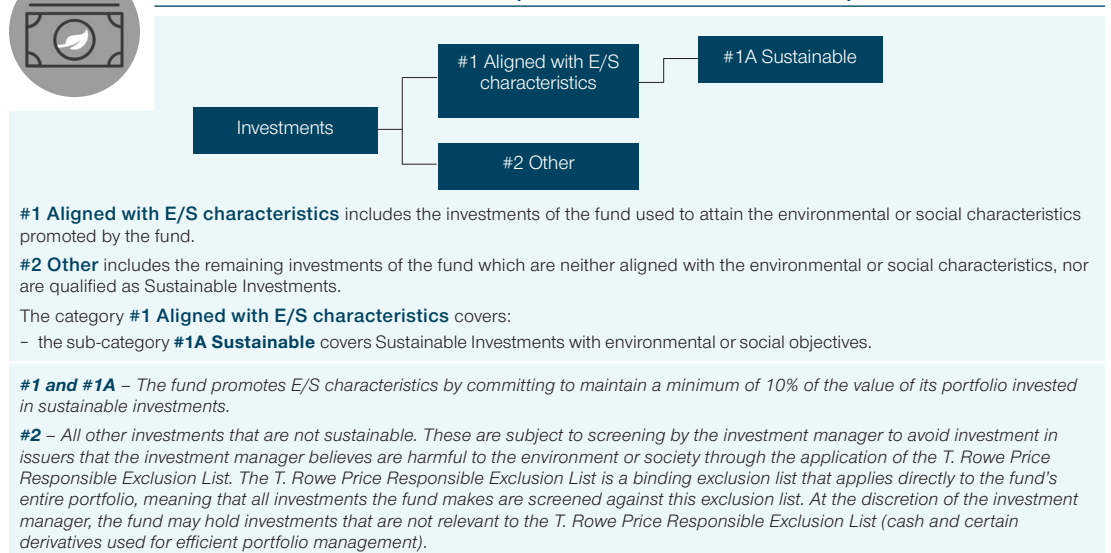 #1 Aligned with E/S
characteristics
#1A Sustainable
Investments
#2 Other
#1 Aligned with E/S characteristics includes the investments of the fund used to attain the environmental or social characteristics
promoted by the fund.
#2 Other includes the remaining investments of the fund which are neither aligned with the environmental or social characteristics, nor
are qualified as Sustainable Investments.
The category #1 Aligned with E/S characteristics covers:
– the sub-category #1A Sustainable covers Sustainable Investments with environmental or social objectives.
#1 and #1A – The fund promotes E/S characteristics by committing to maintain a minimum of 10% of the value of its portfolio invested
in sustainable investments.
#2 – All other investments that are not sustainable. These are subject to screening by the investment manager to avoid investment in
issuers that the investment manager believes are harmful to the environment or society through the application of the T. Rowe Price
Responsible Exclusion List. The T. Rowe Price Responsible Exclusion List is a binding exclusion list that applies directly to the fund's
entire portfolio, meaning that all investments the fund makes are screened against this exclusion list. At the discretion of the investment
manager, the fund may hold investments that are not relevant to the T. Rowe Price Responsible Exclusion List (cash and certain
derivatives used for efficient portfolio management).